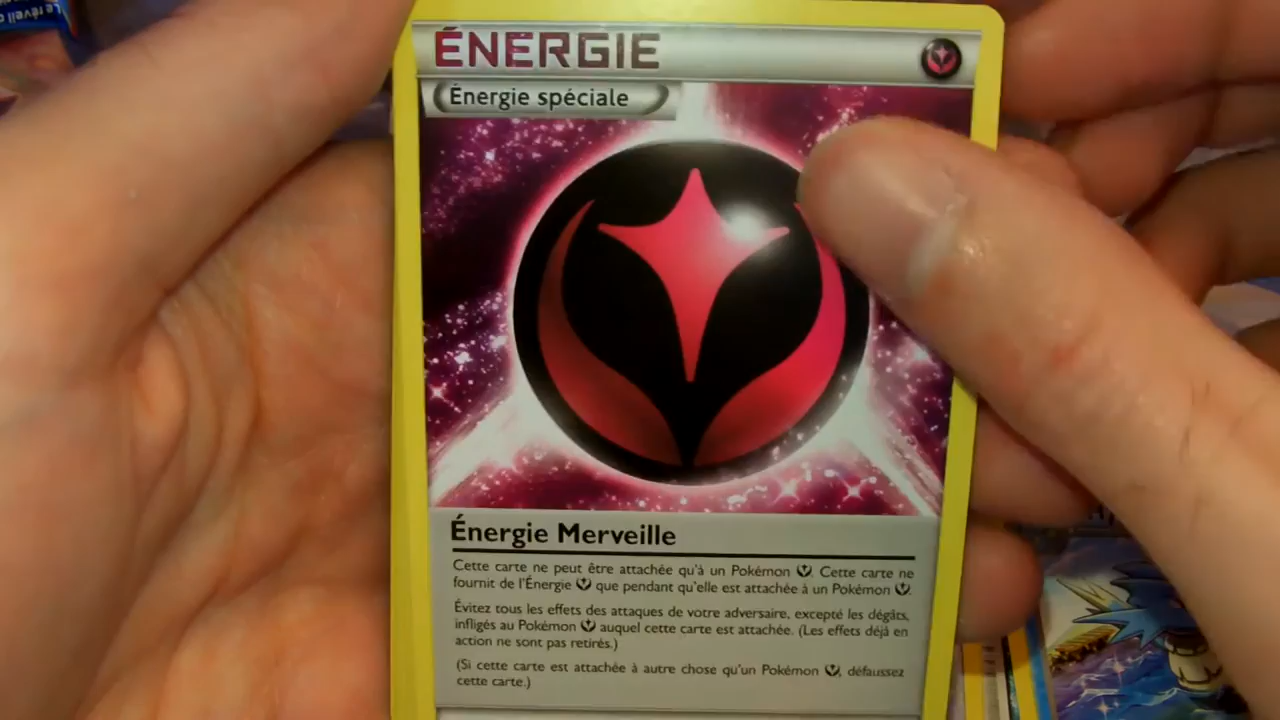 Le réveil
ÉNERGIE
Énergie spéciale
Énergie Merveille
Cette carte ne peut être attachée qu'à un Pokémon. Cette carte ne
fournit de l'Énergie que pendant qu'elle est attachée à un Pokémon.
Évitez tous les effets des attaques de votre adversaire, excepté les dégâts,
infligés au Pokémon auquel cette carte est attachée. (Les effets déjà en
action ne sont pas retirés.)
(Si cette carte est attachée à autre chose qu'un Pokémon, défaussez
cette carte.)